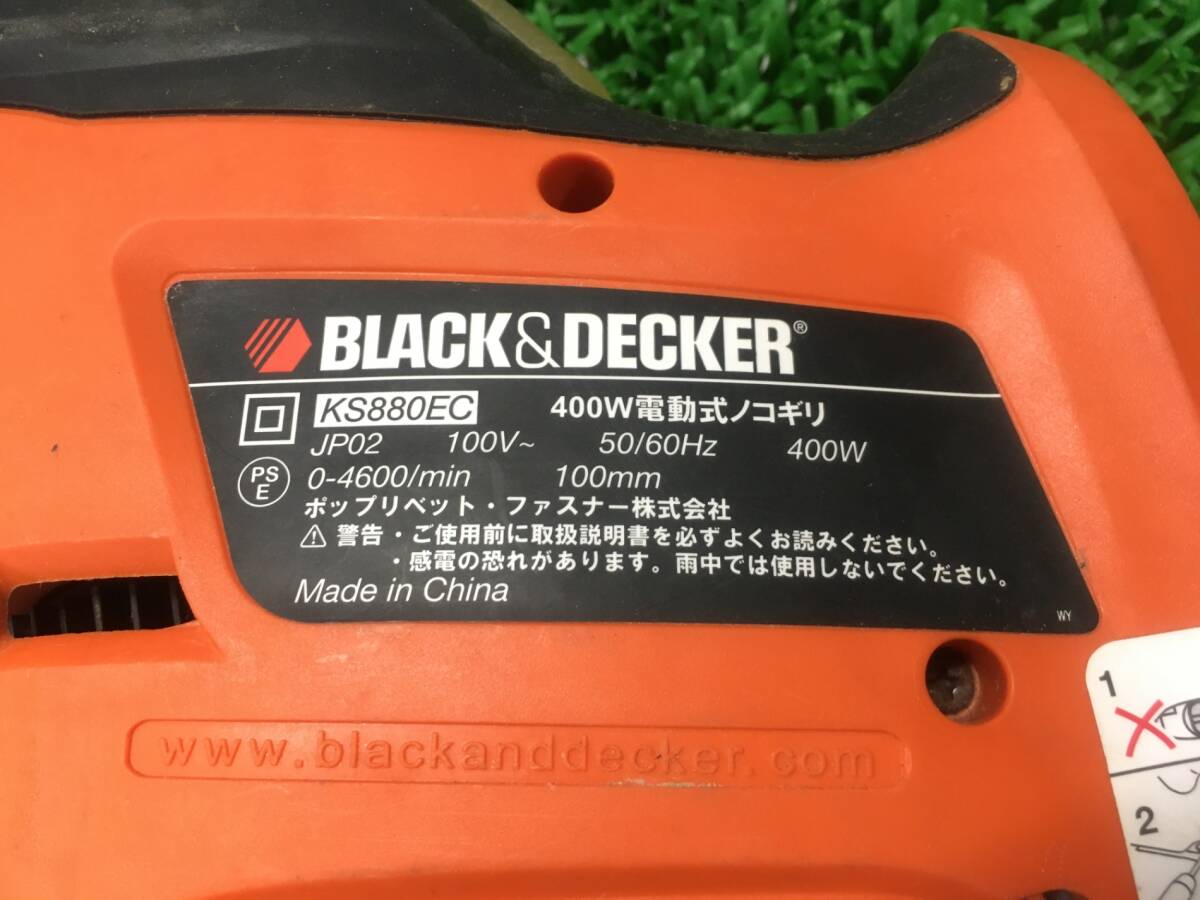 BLACK&DECKER®
KS880EC 400W電動式ノコギリ
JP02 100V~ 50/60Hz 400W
PS
E
0-4600/min 100mm
ポップリベット・ファスナー株式会社
⚠ 警告・ご使用前に取扱説明書を必ずよくお読みください。
・感電の恐れがあります。雨中では使用しないでください。
Made in China
WY
www.blackanddecker.com
1
2